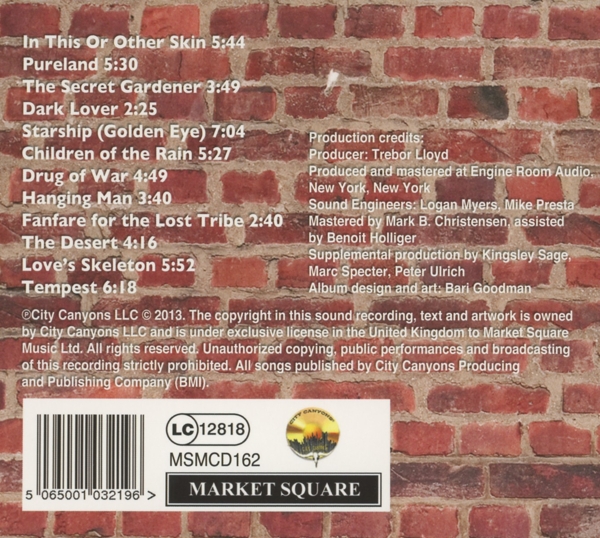 In This Or Other Skin 5:44
Pureland 5:30
The Secret Gardener 3:49
Dark Lover 2:25
Starship (Golden Eye) 7:04
Children of the Rain 5:27
Drug of War 4:49
Hanging Man 3:40
Fanfare for the Lost Tribe 2:40
The Desert 4:16
Love's Skeleton 5:52
Tempest 6:18
Production credits:
Producer: Trebor Lloyd
Produced and mastered at Engine Room Audio,
New York, New York
Sound Engineers: Logan Myers, Mike Presta
Mastered by Mark B. Christensen, assisted
by Benoit Holliger
Supplemental production by Kingsley Sage,
Marc Specter, Peter Ulrich
Album design and art: Bari Goodman
℗City Canyons LLC © 2013. The copyright in this sound recording, text and artwork is owned
by City Canyons LLC and is under exclusive license in the United Kingdom to Market Square
Music Ltd. All rights reserved. Unauthorized copying, public performances and broadcasting
of this recording strictly prohibited. All songs published by City Canyons Producing
and Publishing Company (BMI).
5 065001 032196 >
LC 12818
CITY CANYONS
MSMCD162
MARKET SQUARE